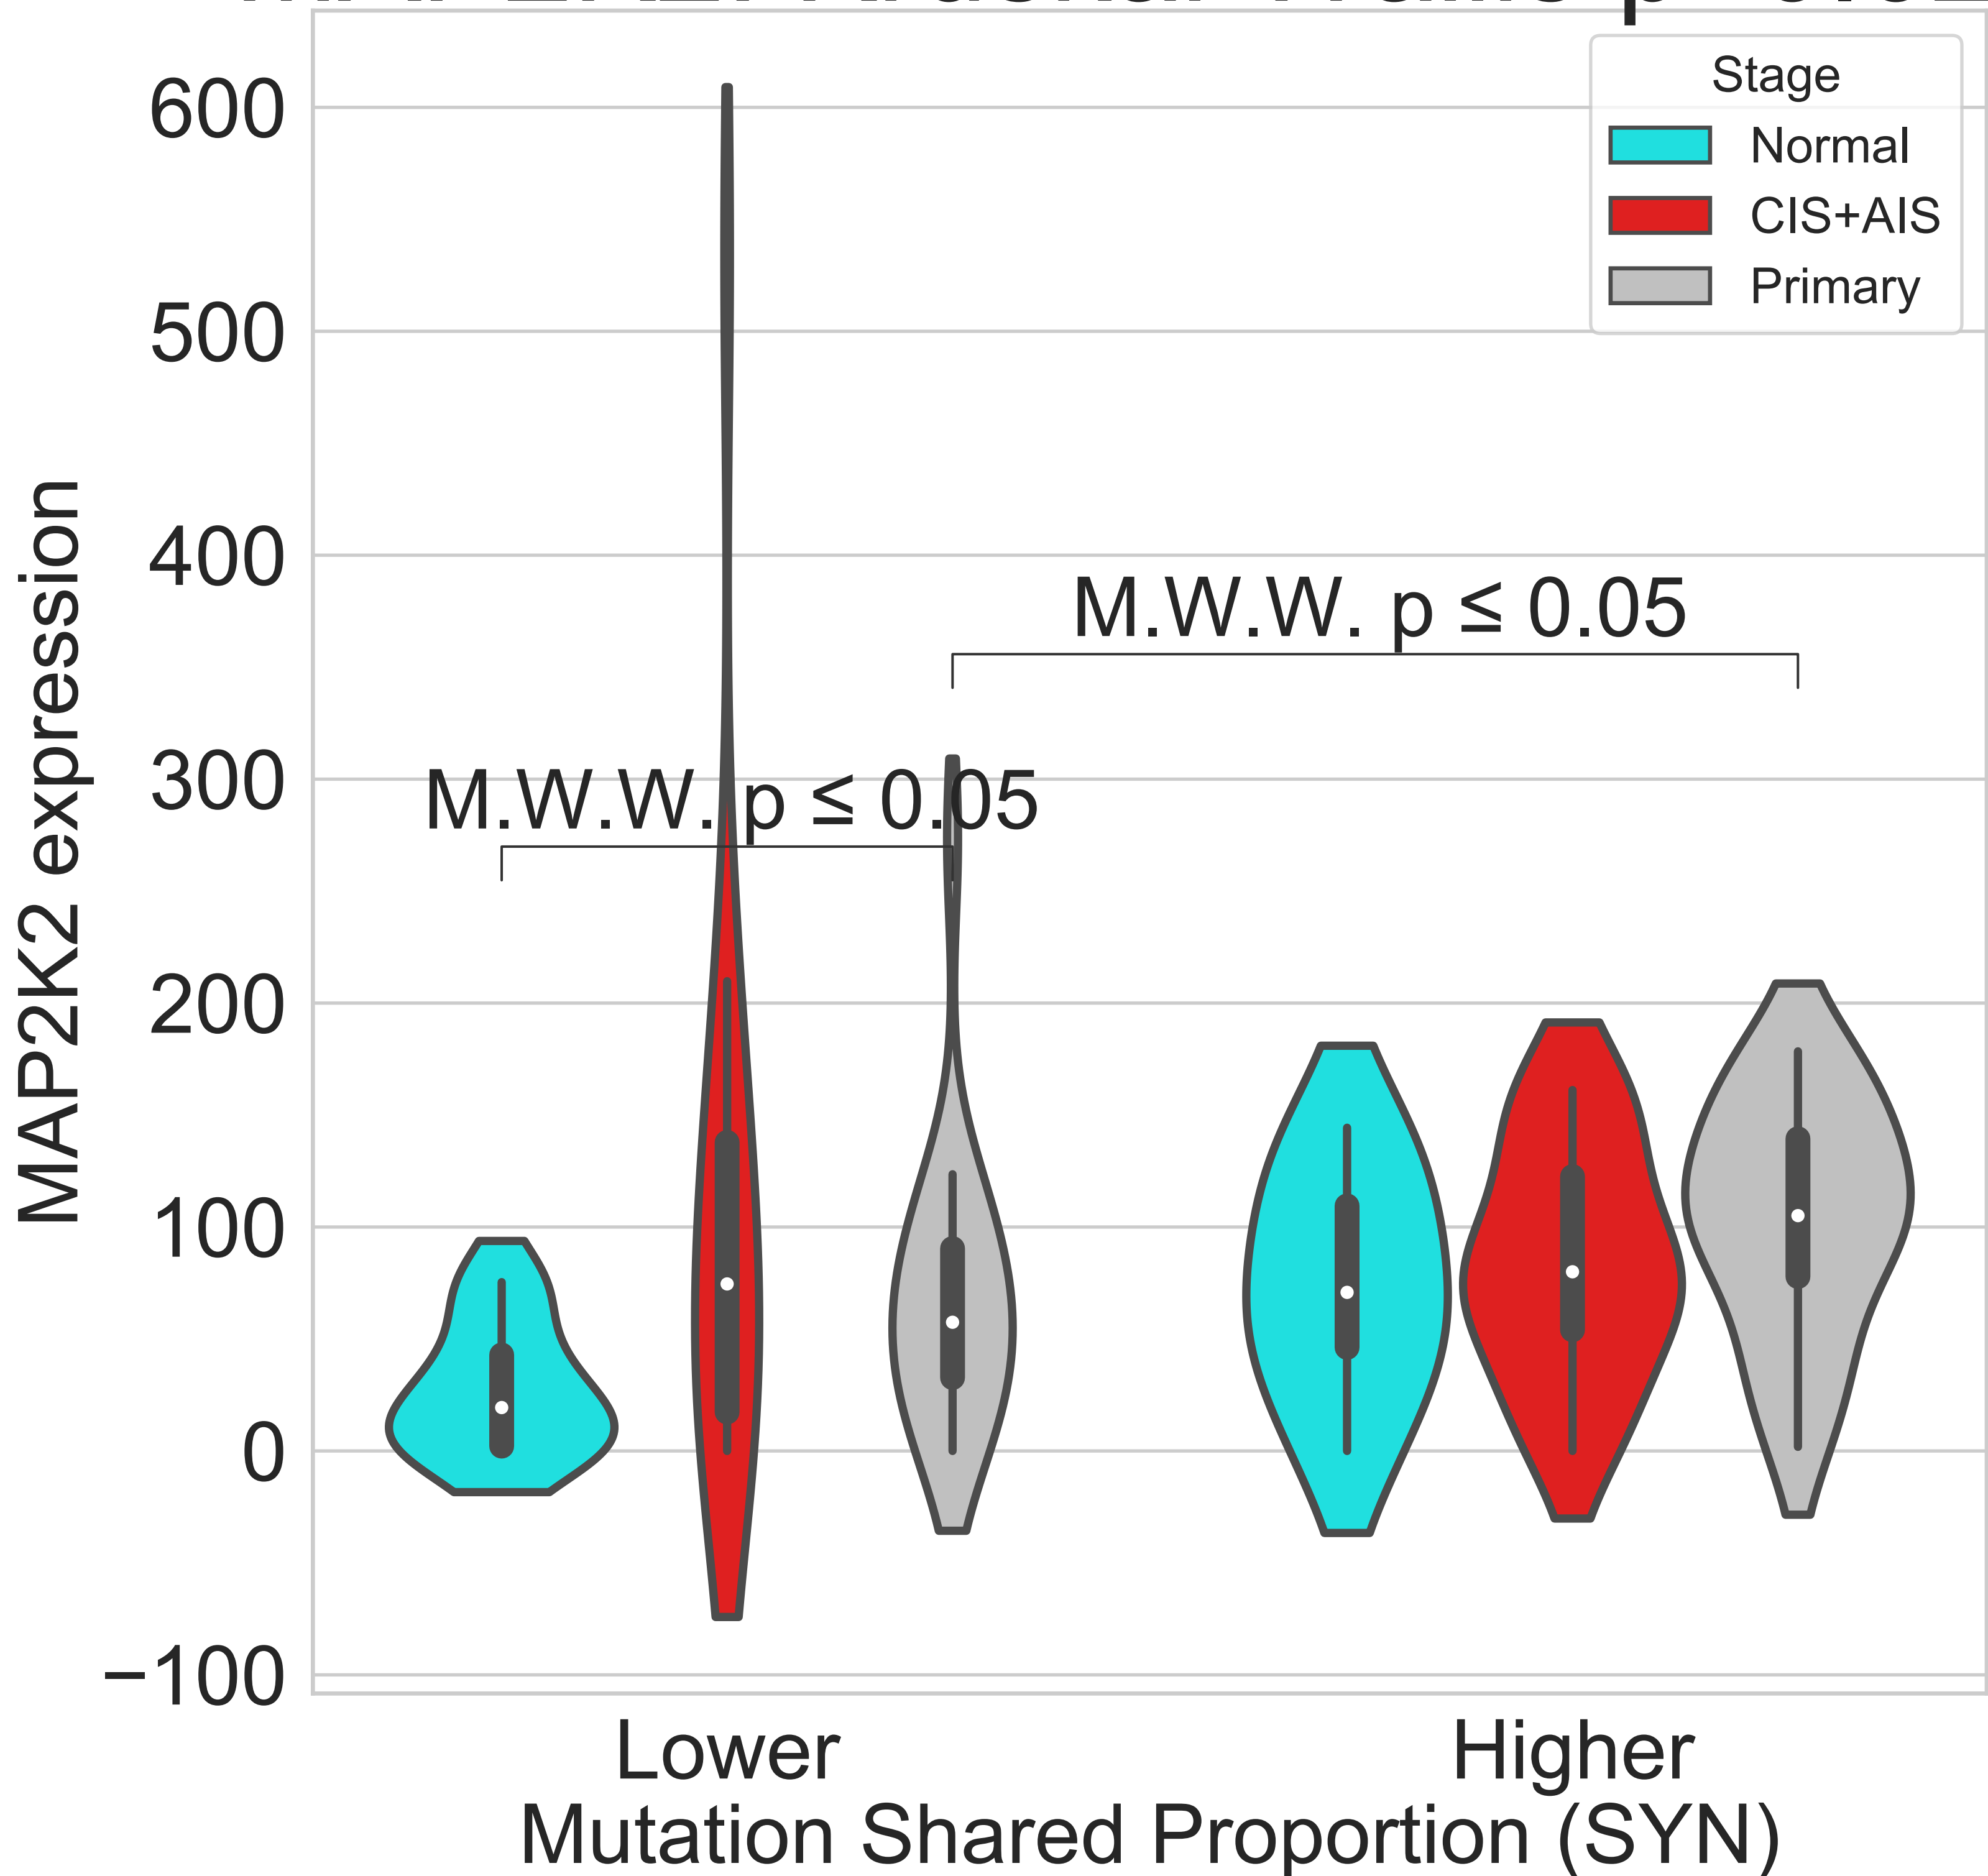 Stage
Normal
CIS+AIS
Primary
600
500
400
300
200
100
0
−100
MAP2K2 expression
M.W.W. p ≤ 0.05
M.W.W. p ≤ 0.05
Lower
Higher
Mutation Shared Proportion (SYN)